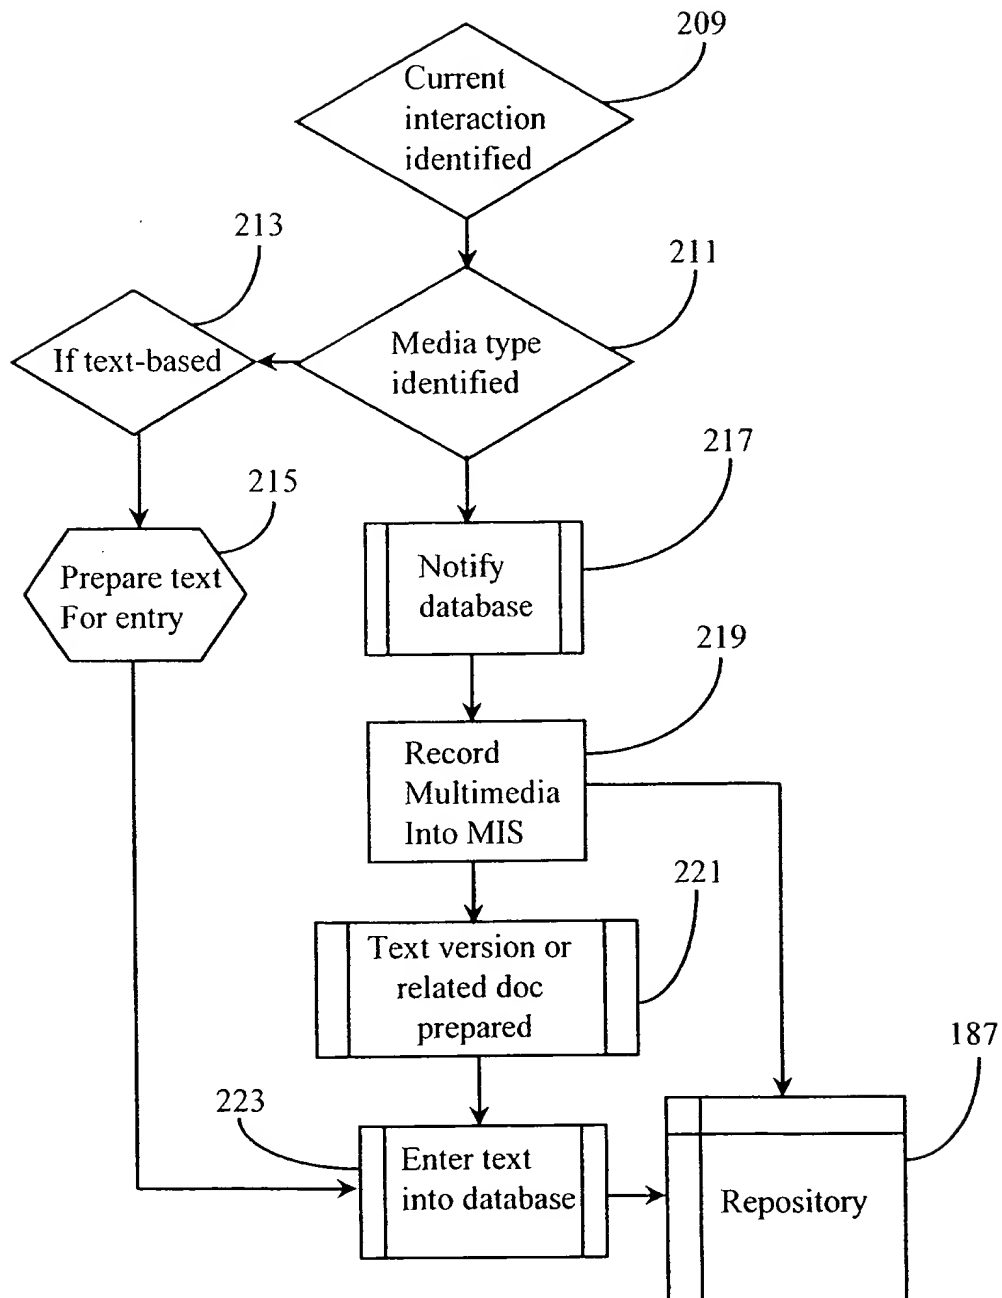 209
Current
interaction
identified
213
211
If text-based
Media type
identified
217
215
Notify
database
Prepare text
For entry
219
Record
Multimedia
Into MIS
221
Text version or
related doc
prepared
187
223
Enter text
into database
Repository